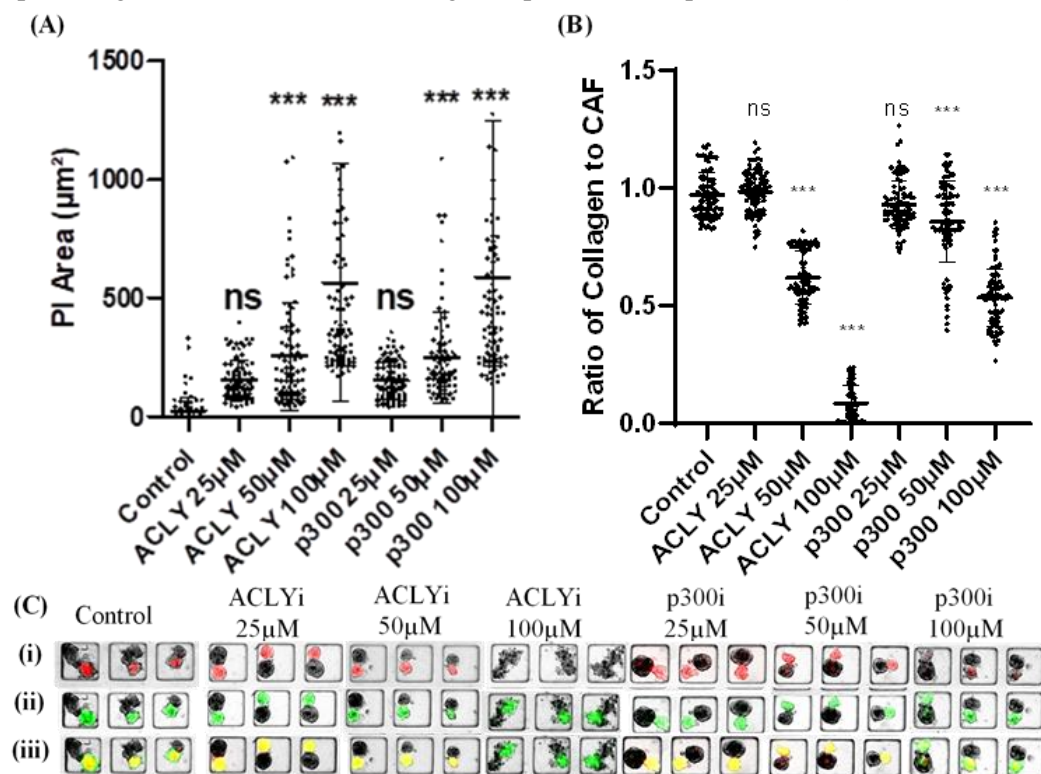 (A)
PI Area (µm²)
1500
1000
500
0
ns
***
***
ns
***
***
Control
ACLY 25µM
ACLY 50µM
ACLY 100µM
p300 25µM
p300 50µM
p300 100µM
(B)
Ratio of Collagen to CAF
1.5
1.0
0.5
0.0
ns
***
***
ns
***
***
Control
ACLY 25µM
ACLY 50µM
ACLY 100µM
p300 25µM
p300 50µM
p300 100µM
(C)
Control
ACLYi
25µM
ACLYi
50µM
ACLYi
100µM
p300i
25µM
p300i
50µM
p300i
100µM
(i)
(ii)
(iii)